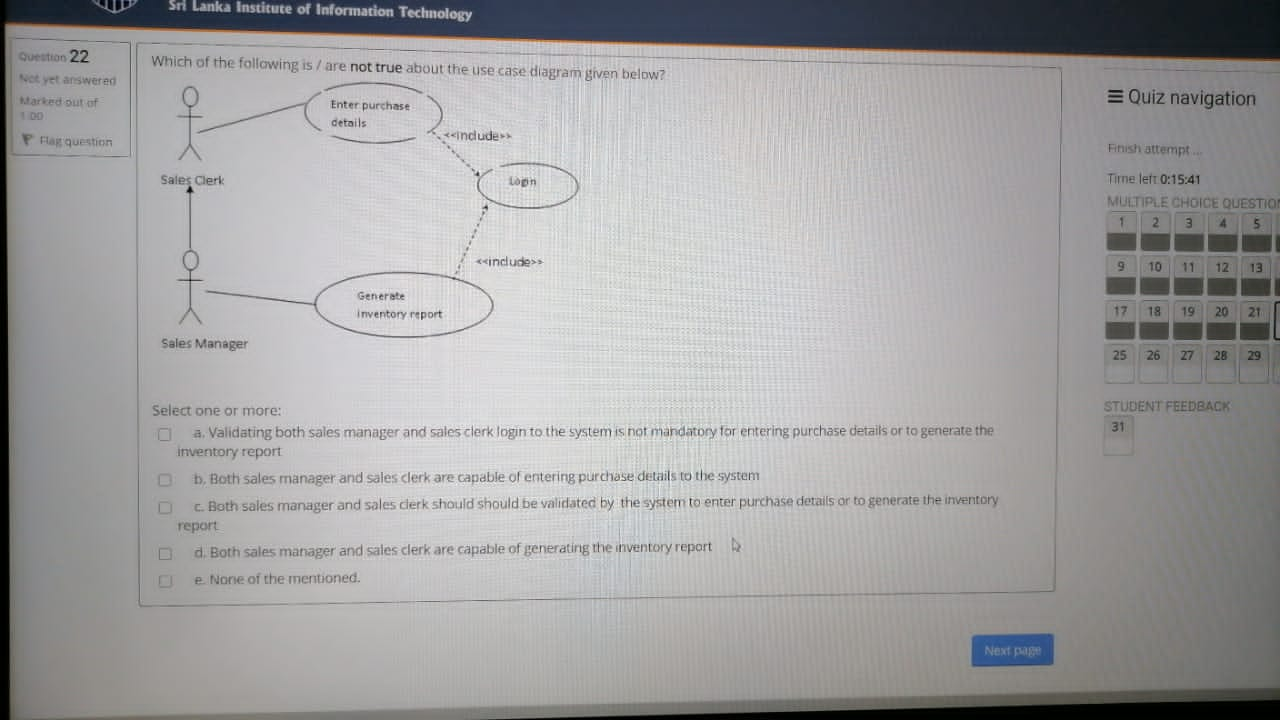 Sri Lanka Institute of Information Technology
Question 22
Not yet answered
Marked out of
1.00
Flag question
Which of the following is / are not true about the use case diagram given below?
Enter purchase
details
<<include>>
Sales Clerk
Login
<<include>>
Generate
inventory report
Sales Manager
Select one or more:
a. Validating both sales manager and sales clerk login to the system is not mandatory for entering purchase details or to generate the
inventory report
b. Both sales manager and sales clerk are capable of entering purchase details to the system
c. Both sales manager and sales clerk should should be validated by the system to enter purchase details or to generate the inventory
report
d. Both sales manager and sales clerk are capable of generating the inventory report
e. None of the mentioned.
Next page
Quiz navigation
Finish attempt ...
Time left 0:15:41
MULTIPLE CHOICE QUESTIO
1 2 3 4 5
9 10 11 12 13
17 18 19 20 21
25 26 27 28 29
STUDENT FEEDBACK
31